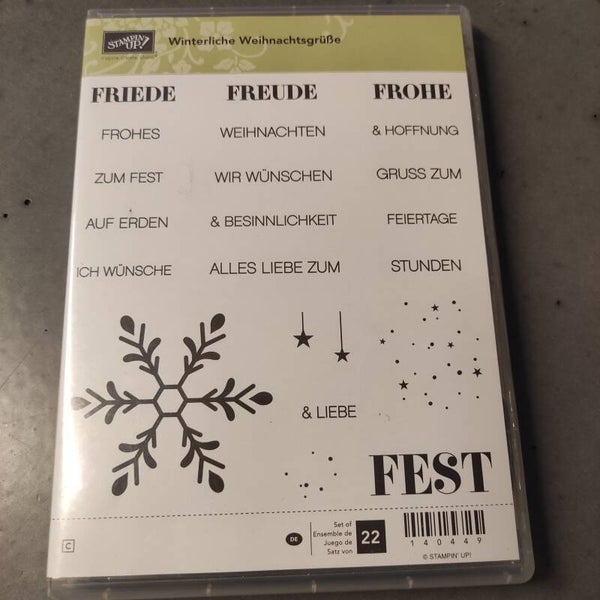 STAMPIN' UP!
Winterliche Weihnachtsgrüße
FRIEDE FREUDE FROHE
FROHES WEIHNACHTEN & HOFFNUNG
ZUM FEST WIR WÜNSCHEN GRUSS ZUM
AUF ERDEN & BESINNLICHKEIT FEIERTAGE
ICH WÜNSCHE ALLES LIEBE ZUM STUNDEN
& LIEBE
FEST
C
DE
Set of
Ensemble de
Juego de
Satz von
22
140449
© STAMPIN' UP!